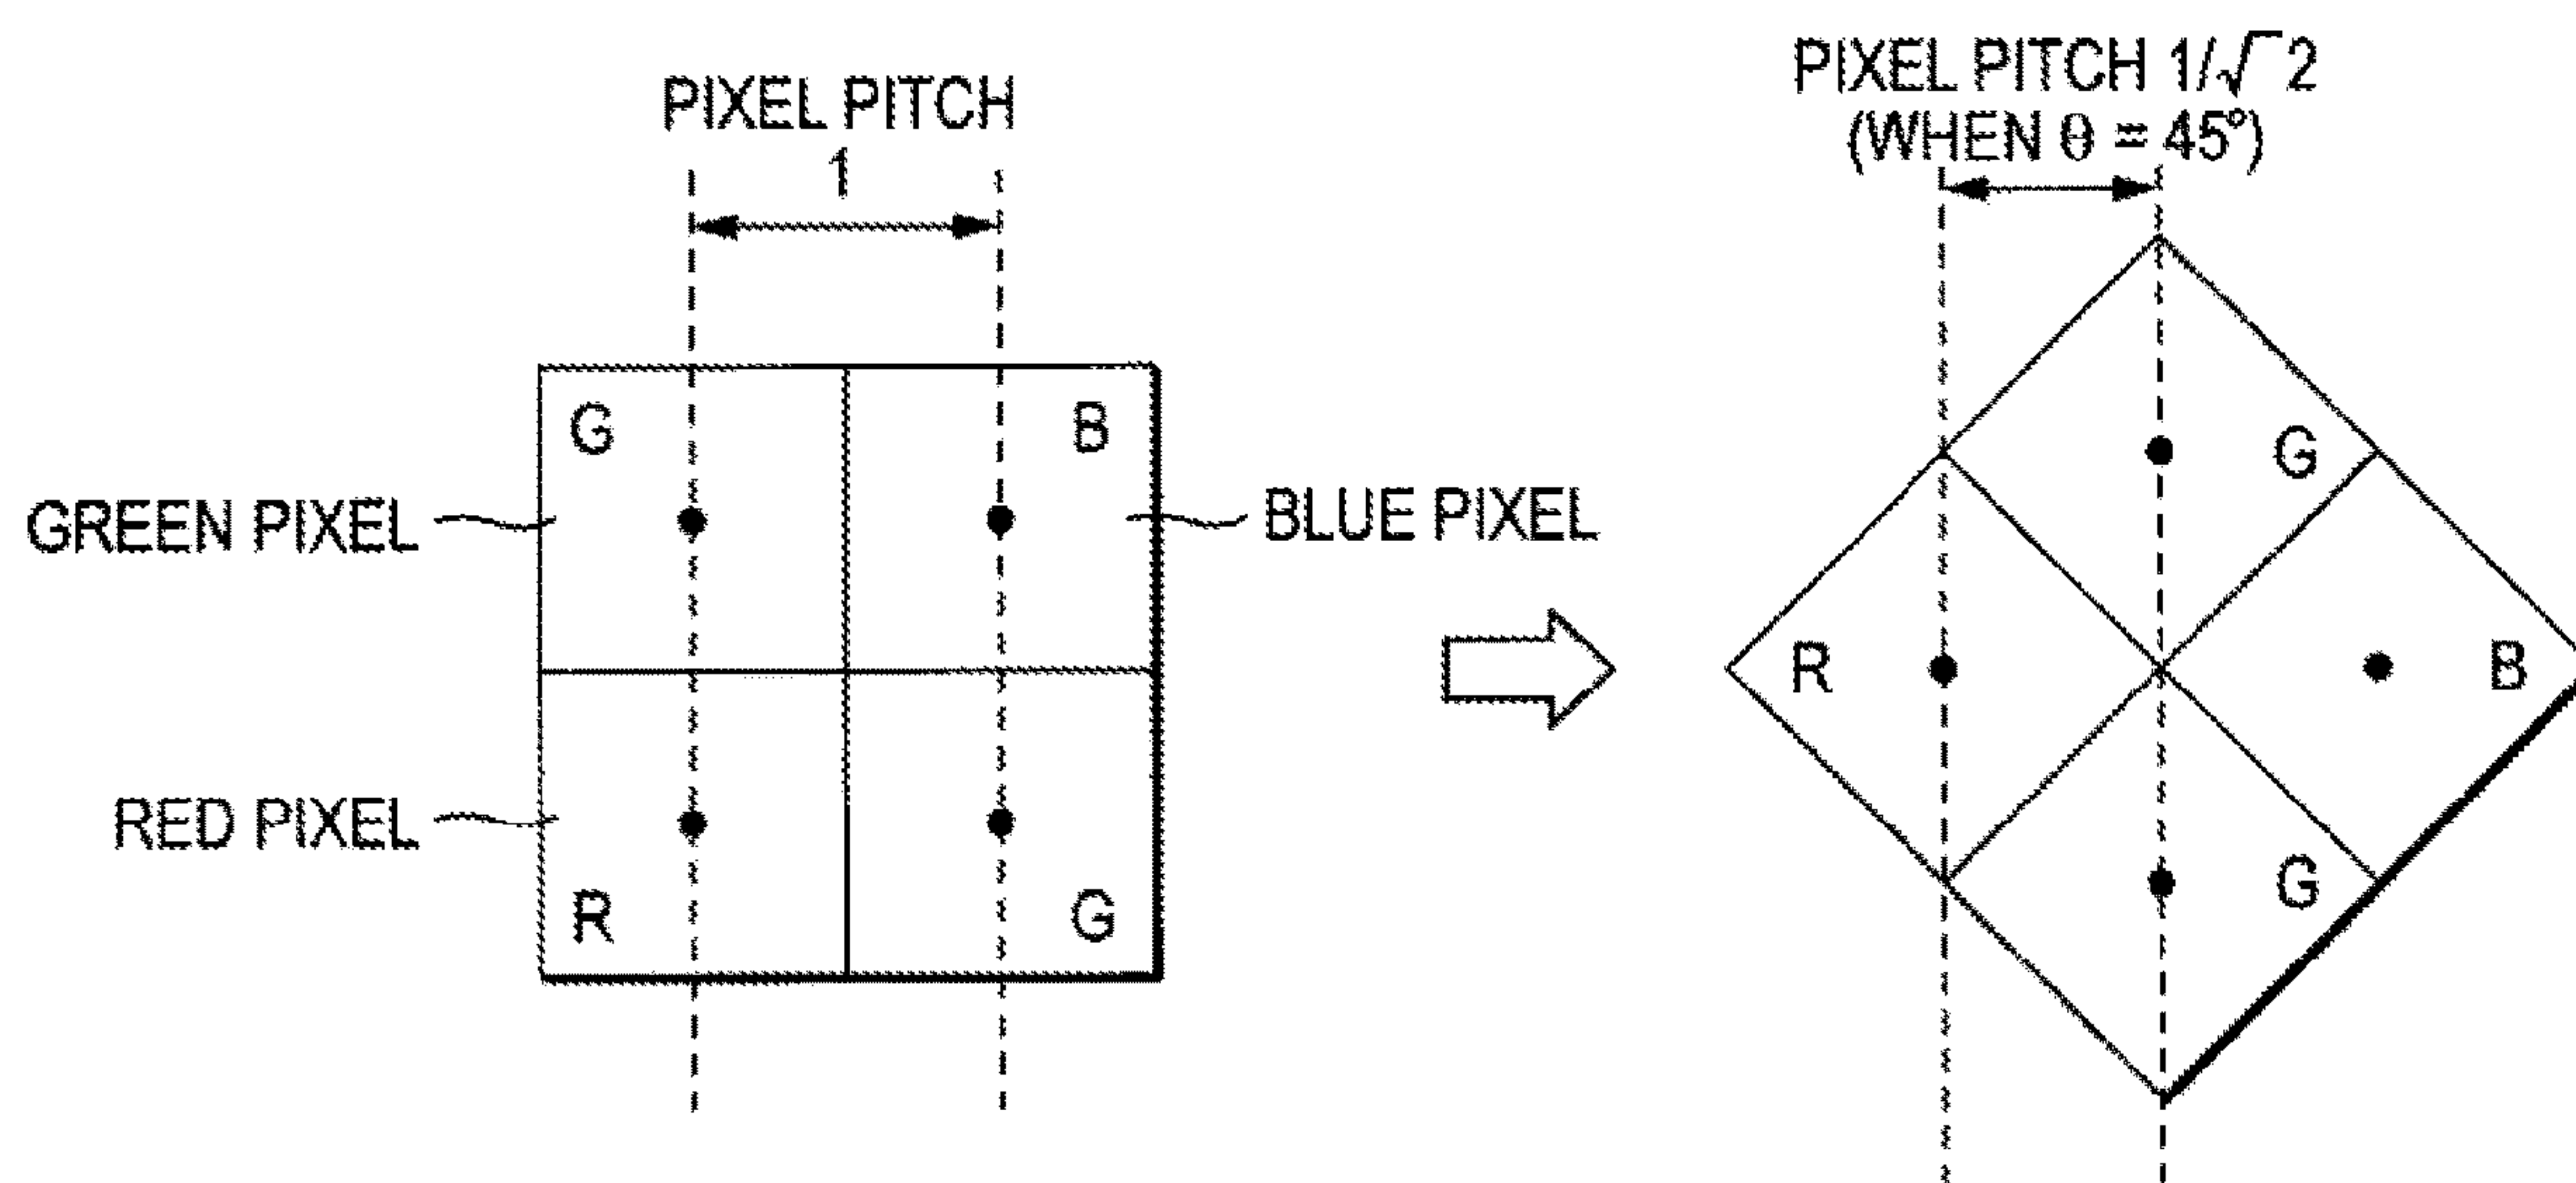 PIXEL PITCH
1
G
B
GREEN PIXEL
BLUE PIXEL
RED PIXEL
R
G
PIXEL PITCH 1/√2
(WHEN θ = 45°)
G
R
B
G